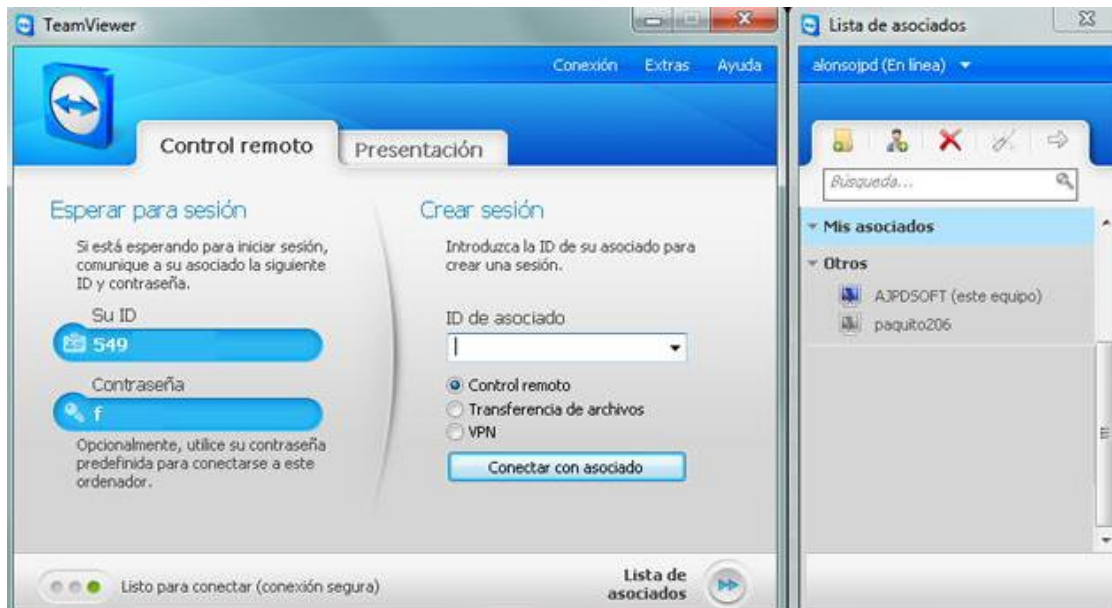 TeamViewer
Conexión Extras Ayuda
Control remoto
Presentación
Esperar para sesión
Si está esperando para iniciar sesión,
comunique a su asociado la siguiente
ID y contraseña.
Su ID
549
Contraseña
f
Opcionalmente, utilice su contraseña
predefinida para conectarse a este
ordenador.
Crear sesión
Introduzca la ID de su asociado para
crear una sesión.
ID de asociado
Control remoto
Transferencia de archivos
VPN
Conectar con asociado
Listo para conectar (conexión segura)
Lista de
asociados
Lista de asociados
alonsojpd (En línea)
Búsqueda...
Mis asociados
Otros
AJPDSOFT (este equipo)
paquito206